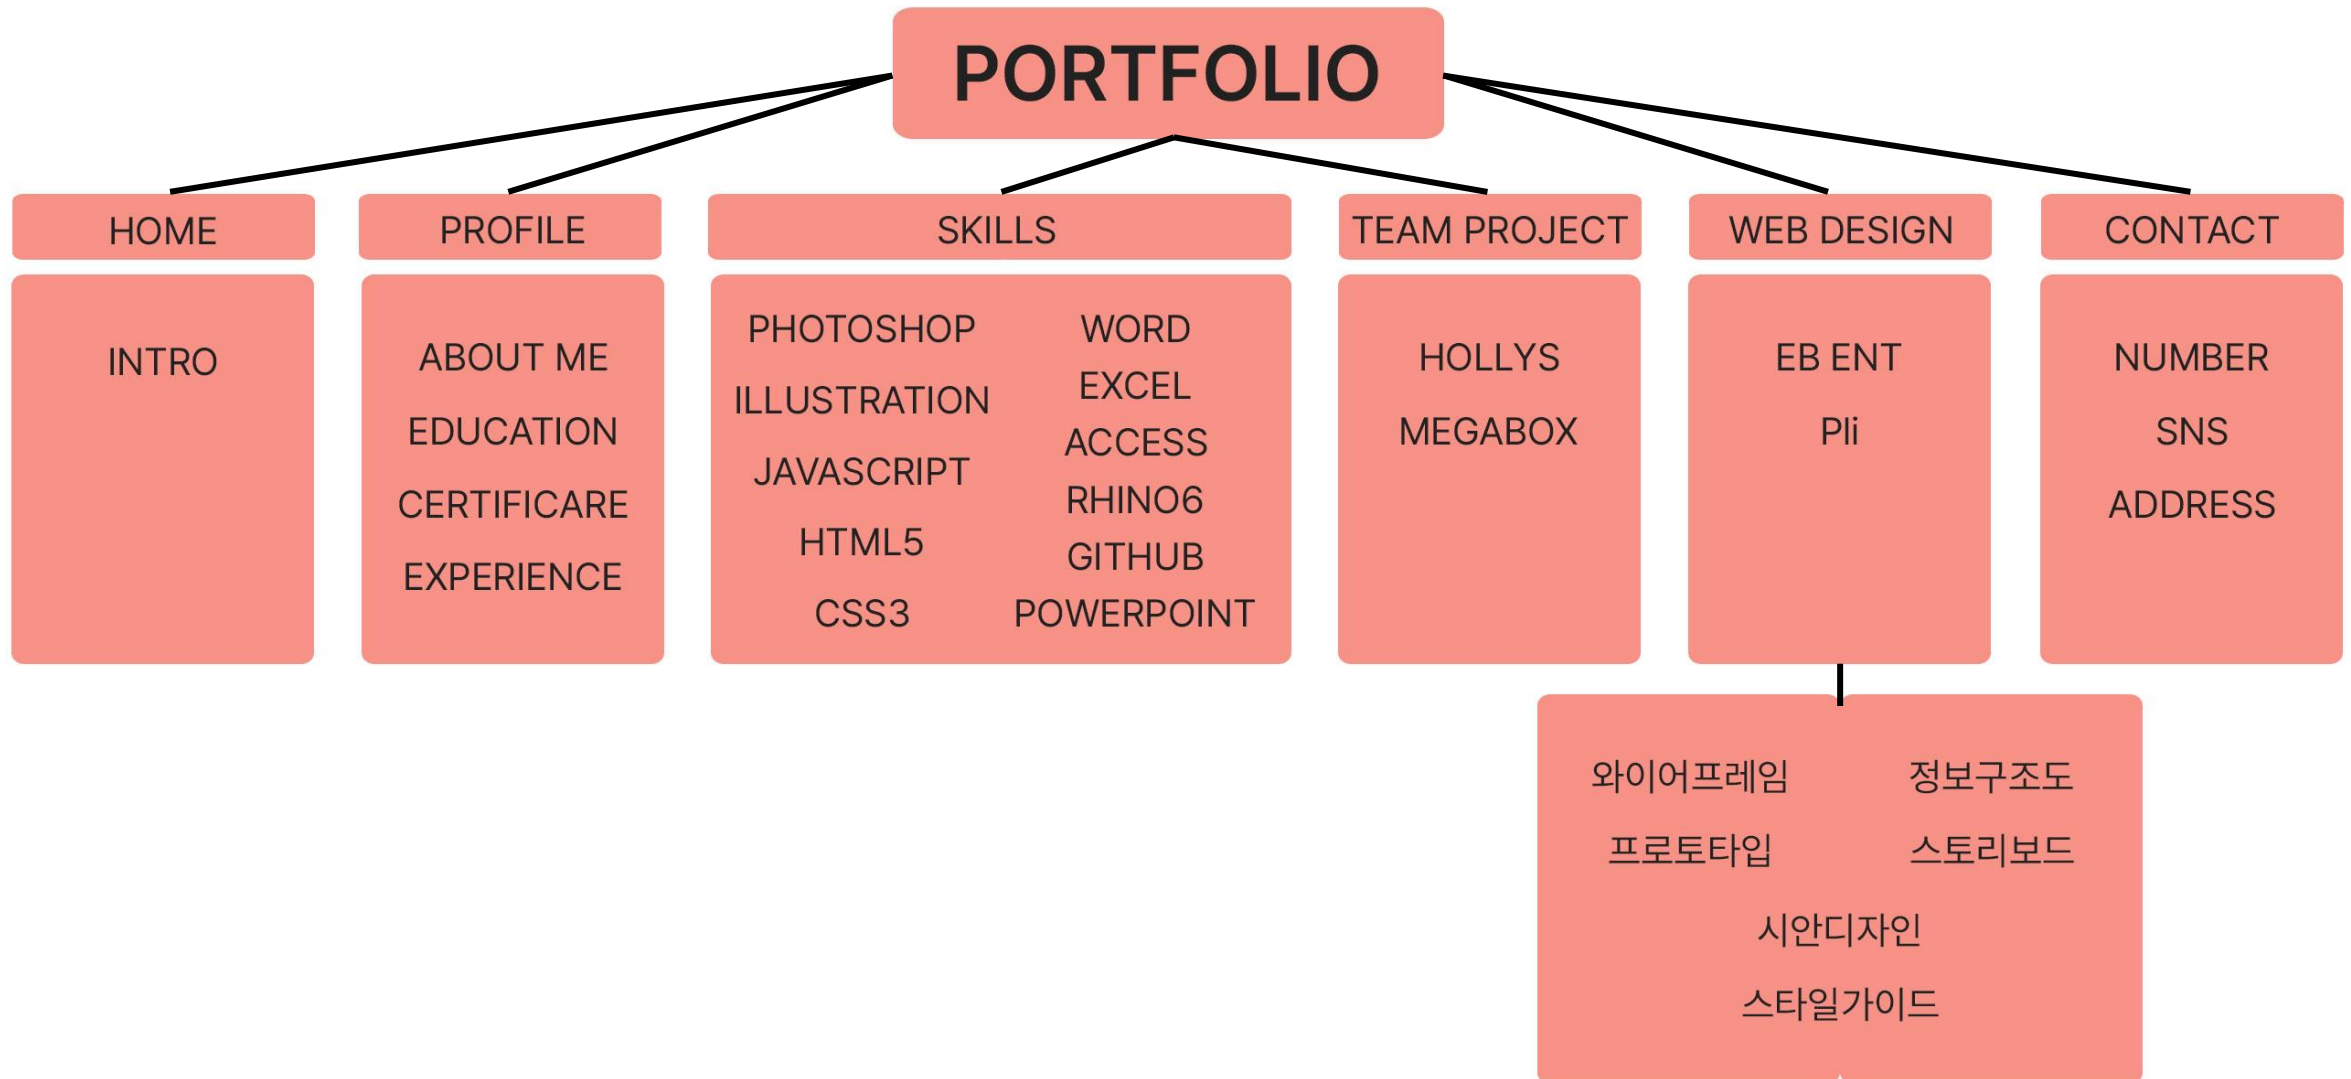 PORTFOLIO
HOME
PROFILE
SKILLS
TEAM PROJECT
WEB DESIGN
CONTACT
INTRO
ABOUT ME
EDUCATION
CERTIFICARE
EXPERIENCE
PHOTOSHOP
ILLUSTRATION
JAVASCRIPT
HTML5
CSS3
WORD
EXCEL
ACCESS
RHINO6
GITHUB
POWERPOINT
HOLLYS
MEGABOX
EB ENT
Pli
NUMBER
SNS
ADDRESS
와이어프레임
정보구조도
프로토타입
스토리보드
시안디자인
스타일가이드